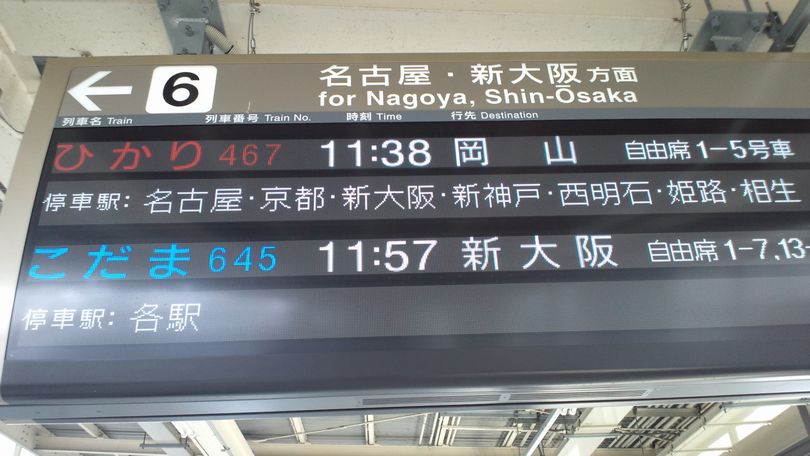 ← 6 名古屋・新大阪方面
for Nagoya, Shin-Ōsaka
列車名 Train 列車番号 Train No. 時刻 Time 行先 Destination
ひかり 467 11:38 岡山 自由席1-5号車
停車駅: 名古屋・京都・新大阪・新神戸・西明石・姫路・相生
こだま 645 11:57 新大阪 自由席1-7,13-
停車駅: 各駅